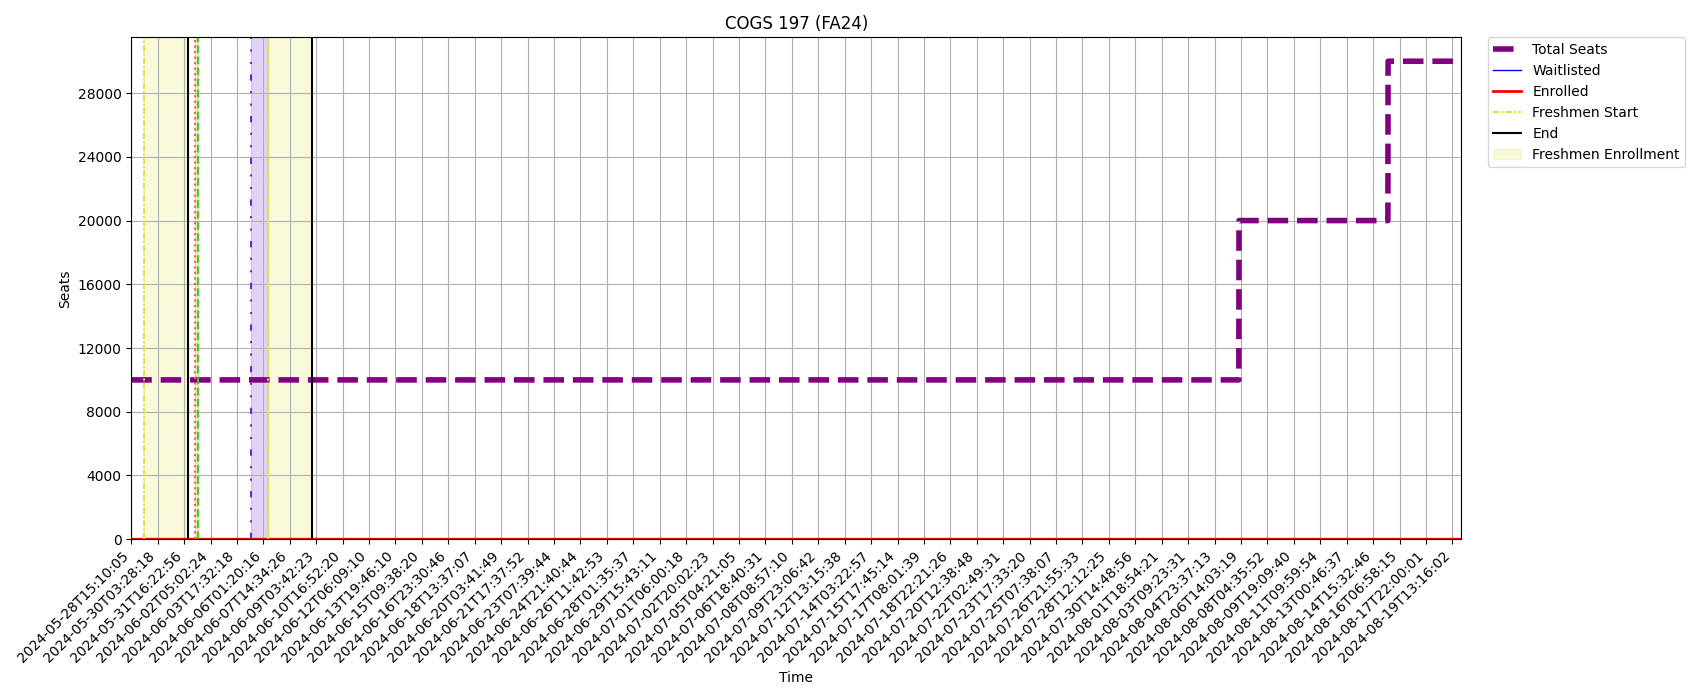 COGS 197 (FA24)
Total Seats
Waitlisted
Enrolled
Freshmen Start
End
Freshmen Enrollment
Seats
28000
24000
20000
16000
12000
8000
4000
0
2024-05-28T15:10:05
2024-05-30T03:28:18
2024-05-31T16:22:56
2024-06-02T05:02:24
2024-06-03T17:32:18
2024-06-06T01:20:16
2024-06-07T14:34:26
2024-06-09T03:42:23
2024-06-10T16:52:20
2024-06-12T06:09:10
2024-06-13T19:46:10
2024-06-15T09:38:20
2024-06-16T23:30:46
2024-06-18T13:37:07
2024-06-20T03:41:49
2024-06-21T17:37:52
2024-06-23T07:39:44
2024-06-24T21:40:44
2024-06-26T11:42:53
2024-06-28T01:35:37
2024-06-29T15:43:11
2024-07-01T06:00:18
2024-07-02T20:02:23
2024-07-05T04:21:05
2024-07-06T18:40:31
2024-07-08T08:57:10
2024-07-09T23:06:42
2024-07-12T13:15:38
2024-07-14T03:22:57
2024-07-15T17:45:14
2024-07-17T08:01:39
2024-07-18T22:21:26
2024-07-20T12:38:48
2024-07-22T02:49:31
2024-07-23T17:33:20
2024-07-25T07:38:07
2024-07-26T21:55:33
2024-07-28T12:12:25
2024-07-30T14:48:56
2024-08-01T18:54:21
2024-08-03T09:23:31
2024-08-04T23:37:13
2024-08-06T14:03:19
2024-08-08T04:35:52
2024-08-09T19:09:40
2024-08-11T09:59:54
2024-08-13T00:46:37
2024-08-14T15:32:46
2024-08-16T06:58:15
2024-08-17T22:00:01
2024-08-19T13:16:02
Time